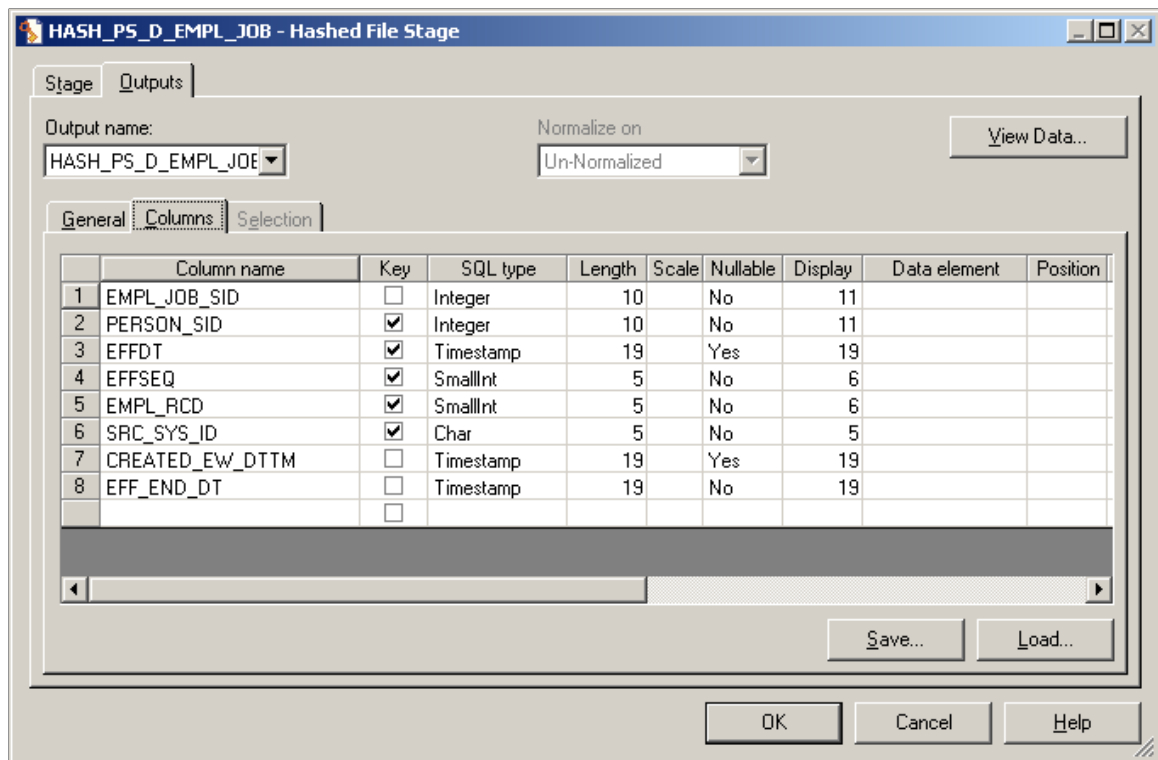 HASH_PS_D_EMPL_JOB - Hashed File Stage
Stage Outputs
Output name: Normalize on View Data...
HASH_PS_D_EMPL_JOB Un-Normalized
General Columns Selection
Column name Key SQL type Length Scale Nullable Display Data element Position
1 EMPL_JOB_SID Integer 10 No 11
2 PERSON_SID Integer 10 No 11
3 EFFDT Timestamp 19 Yes 19
4 EFFSEQ SmallInt 5 No 6
5 EMPL_RCD SmallInt 5 No 6
6 SRC_SYS_ID Char 5 No 5
7 CREATED_EW_DTTM Timestamp 19 Yes 19
8 EFF_END_DT Timestamp 19 No 19
Save... Load...
OK Cancel Help